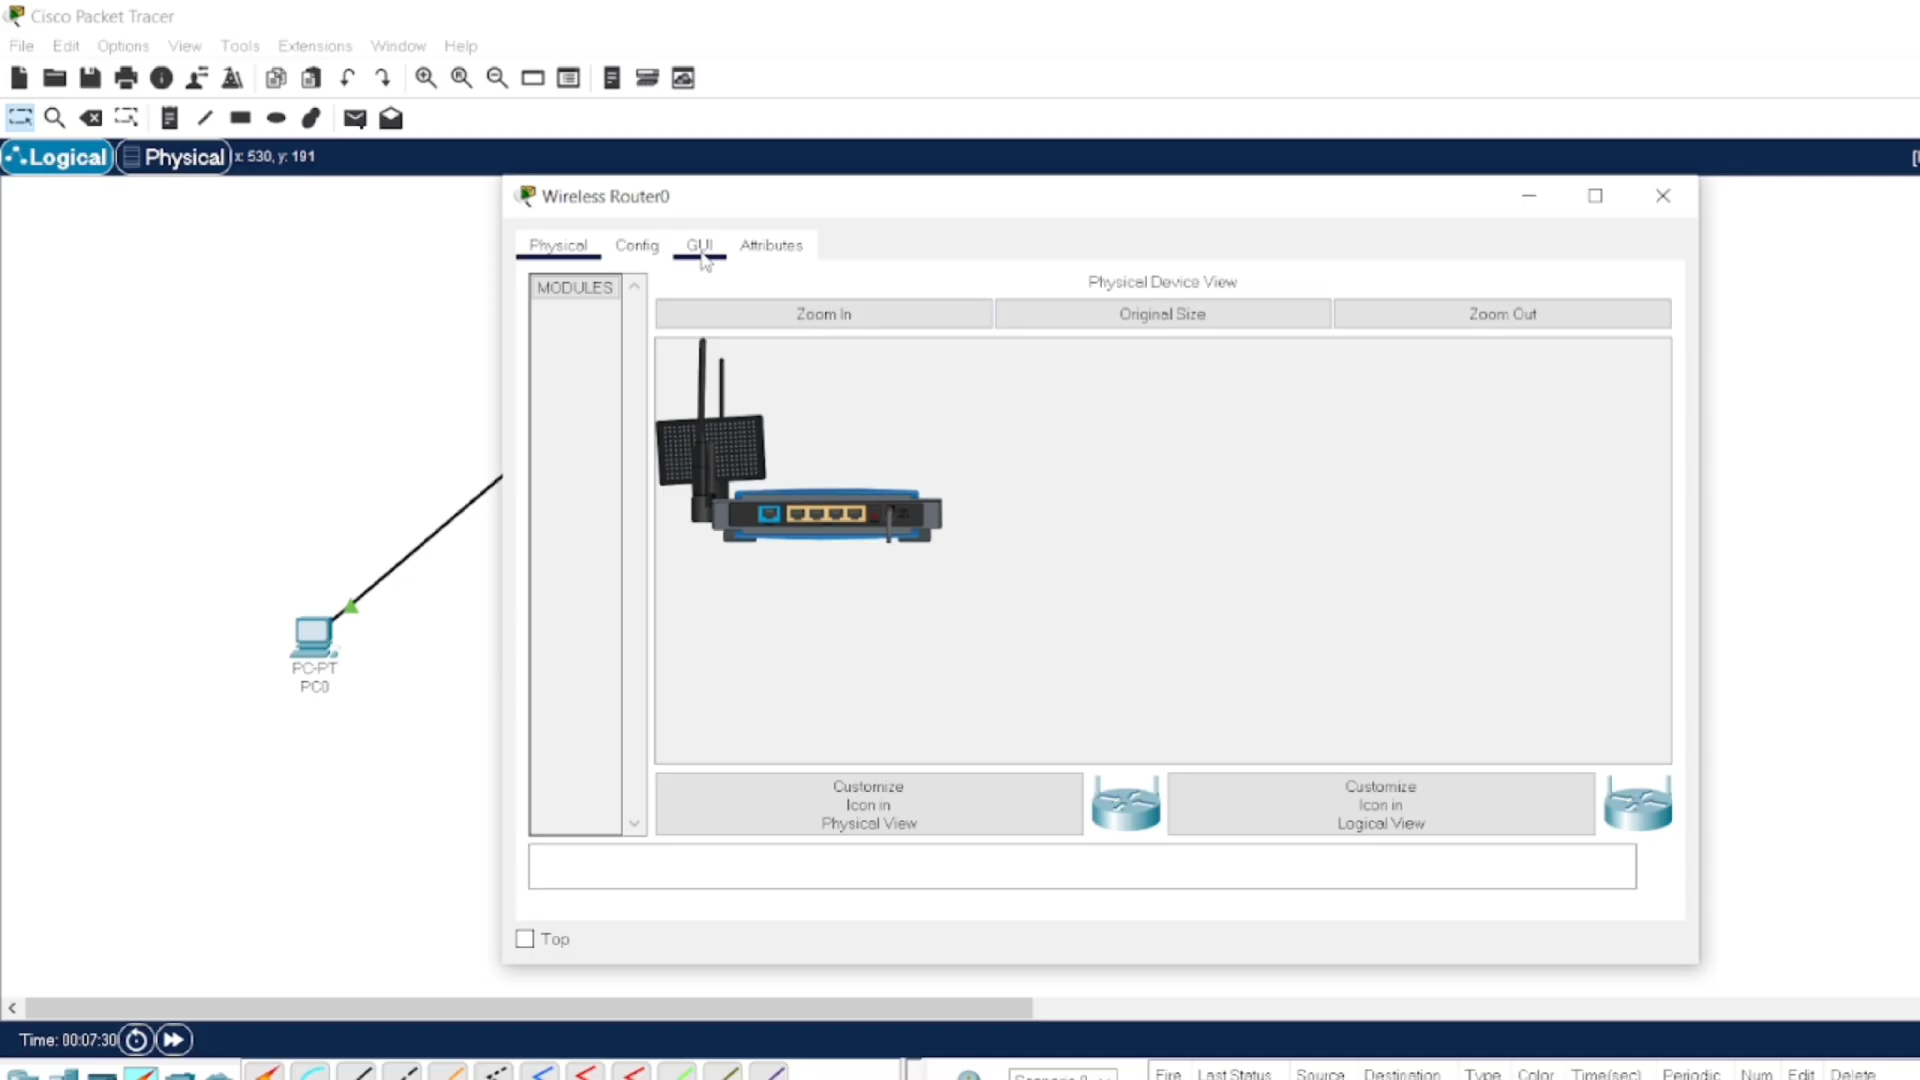 Cisco Packet Tracer
File Edit Options View Tools Extensions Window Help
Logical Physical x: 530, y: 191
Wireless Router0
Physical Config GUI Attributes
MODULES
Physical Device View
Zoom In Original Size Zoom Out
PC-PT
PC0
Customize
Icon in
Physical View
Customize
Icon in
Logical View
Top
Time: 00:07:30
Fire Last Status Source Destination Type Color Time(sec) Periodic Num Edit Delete